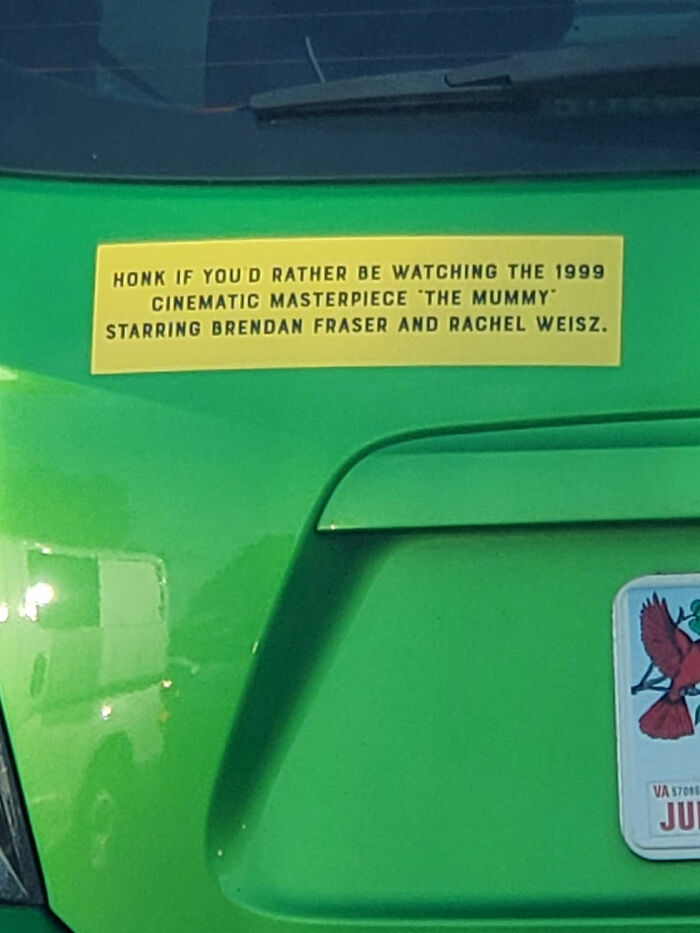 HONK IF YOU'D RATHER BE WATCHING THE 1999
CINEMATIC MASTERPIECE "THE MUMMY"
STARRING BRENDAN FRASER AND RACHEL WEISZ.
VA